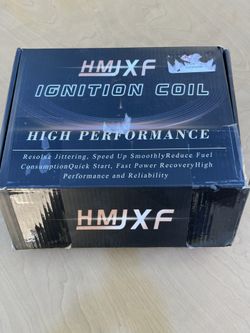 HMJXF
IGNITION COIL
HIGH PERFORMANCE
Resolve Jittering, Speed Up SmoothlyReduce Fuel
ConsumptionQuick Start, Fast Power RecoveryHigh
Performance and Reliability
HMJXF